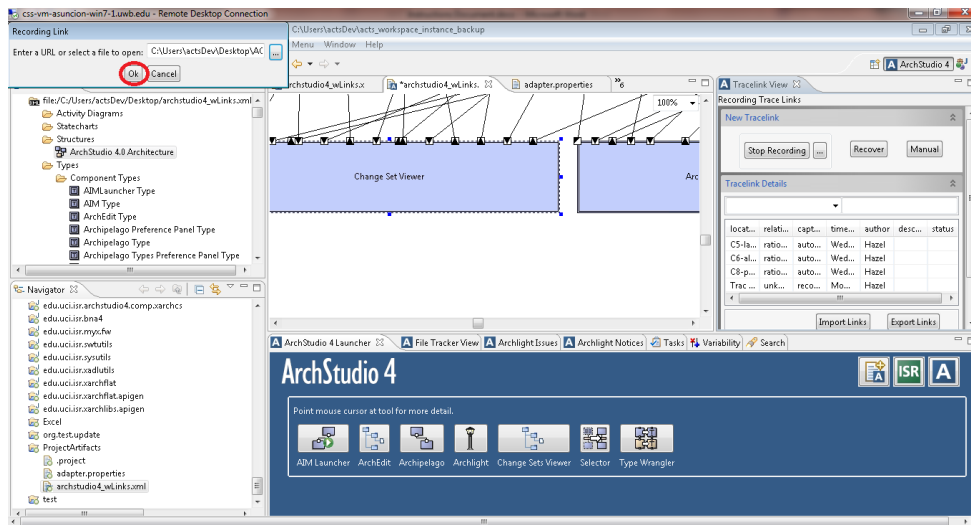 css-vm-asuncion-win7-1.uwb.edu - Remote Desktop Connection
Recording Link
Enter a URL or select a file to open: C:\Users\actsDev\Desktop\AC ...
Ok Cancel
C:\Users\actsDev\acts_workspace_instance_backup
Menu Window Help
ArchStudio 4
rchstudio4_wLinks.x *archstudio4_wLinks. adapter.properties »6
file:/C:/Users/actsDev/Desktop/archstudio4_wLinks.xml
Activity Diagrams
Statecharts
Structures
ArchStudio 4.0 Architecture
Types
Component Types
AIMLauncher Type
AIM Type
ArchEdit Type
Archipelago Preference Panel Type
Archipelago Type
Archipelago Types Preference Panel Type
100%
Change Set Viewer
Arc
Tracelink View
Recording Trace Links
New Tracelink
Stop Recording ... Recover Manual
Tracelink Details
locat... relati... capt... time... author desc... status
C5-la... ratio... auto... Wed... Hazel
C6-al... ratio... auto... Wed... Hazel
C8-p... ratio... auto... Wed... Hazel
Trac ... unk... reco... Mo... Hazel
Import Links Export Links
Navigator
edu.uci.isr.archstudio4.comp.xarchcs
edu.uci.isr.bna4
edu.uci.isr.myx.fw
edu.uci.isr.swtutils
edu.uci.isr.sysutils
edu.uci.isr.xadlutils
edu.uci.isr.xarchflat
edu.uci.isr.xarchflat.apigen
edu.uci.isr.xarchlibs.apigen
Excel
org.test.update
ProjectArtifacts
.project
adapter.properties
archstudio4_wLinks.xml
test
ArchStudio 4 Launcher File Tracker View Archlight Issues Archlight Notices Tasks Variability Search
ArchStudio 4
ISR A
Point mouse cursor at tool for more detail.
AIM Launcher ArchEdit Archipelago Archlight Change Sets Viewer Selector Type Wrangler